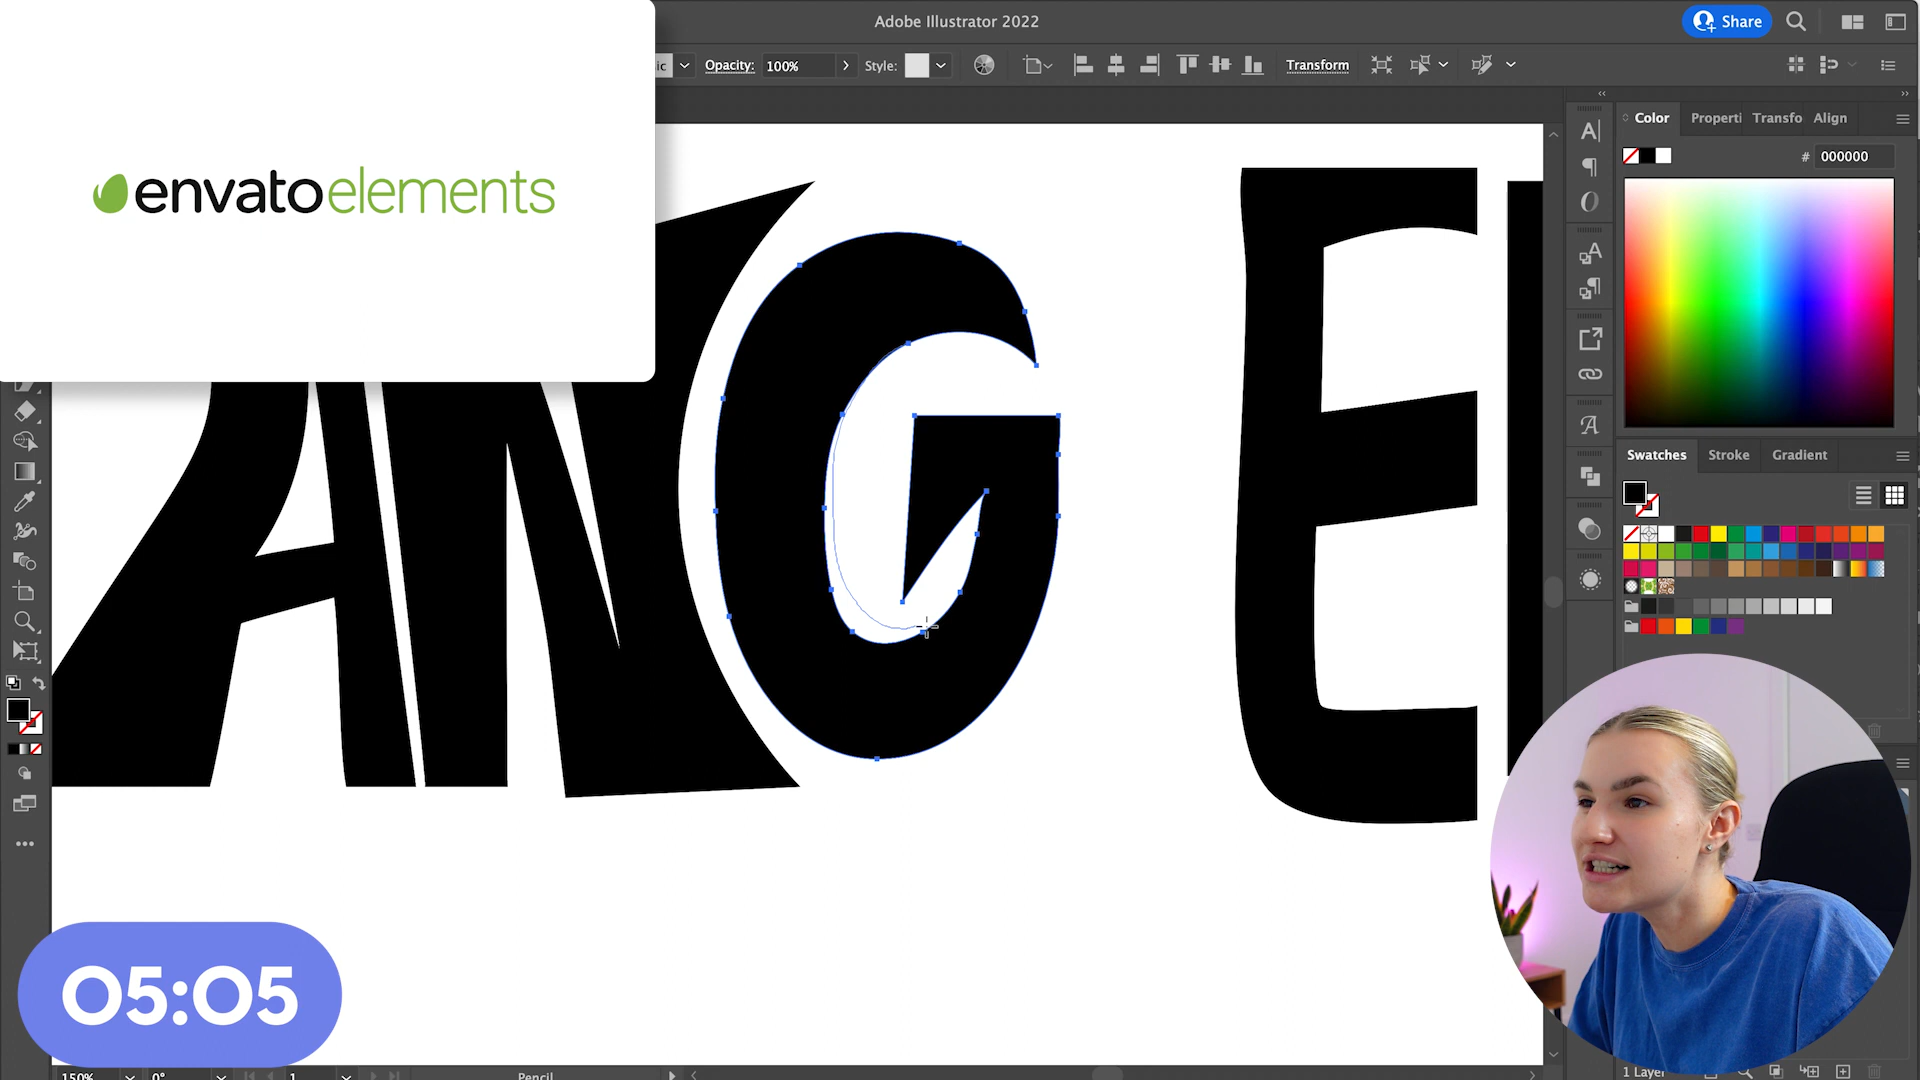 Adobe Illustrator 2022
Share
envatoelements
ic
Opacity:
100%
Style:
Transform
Color
Properti
Transfo
Align
# 000000
ANG E
Swatches
Stroke
Gradient
05:05
150%
0°
1
Pencil
1 Layer